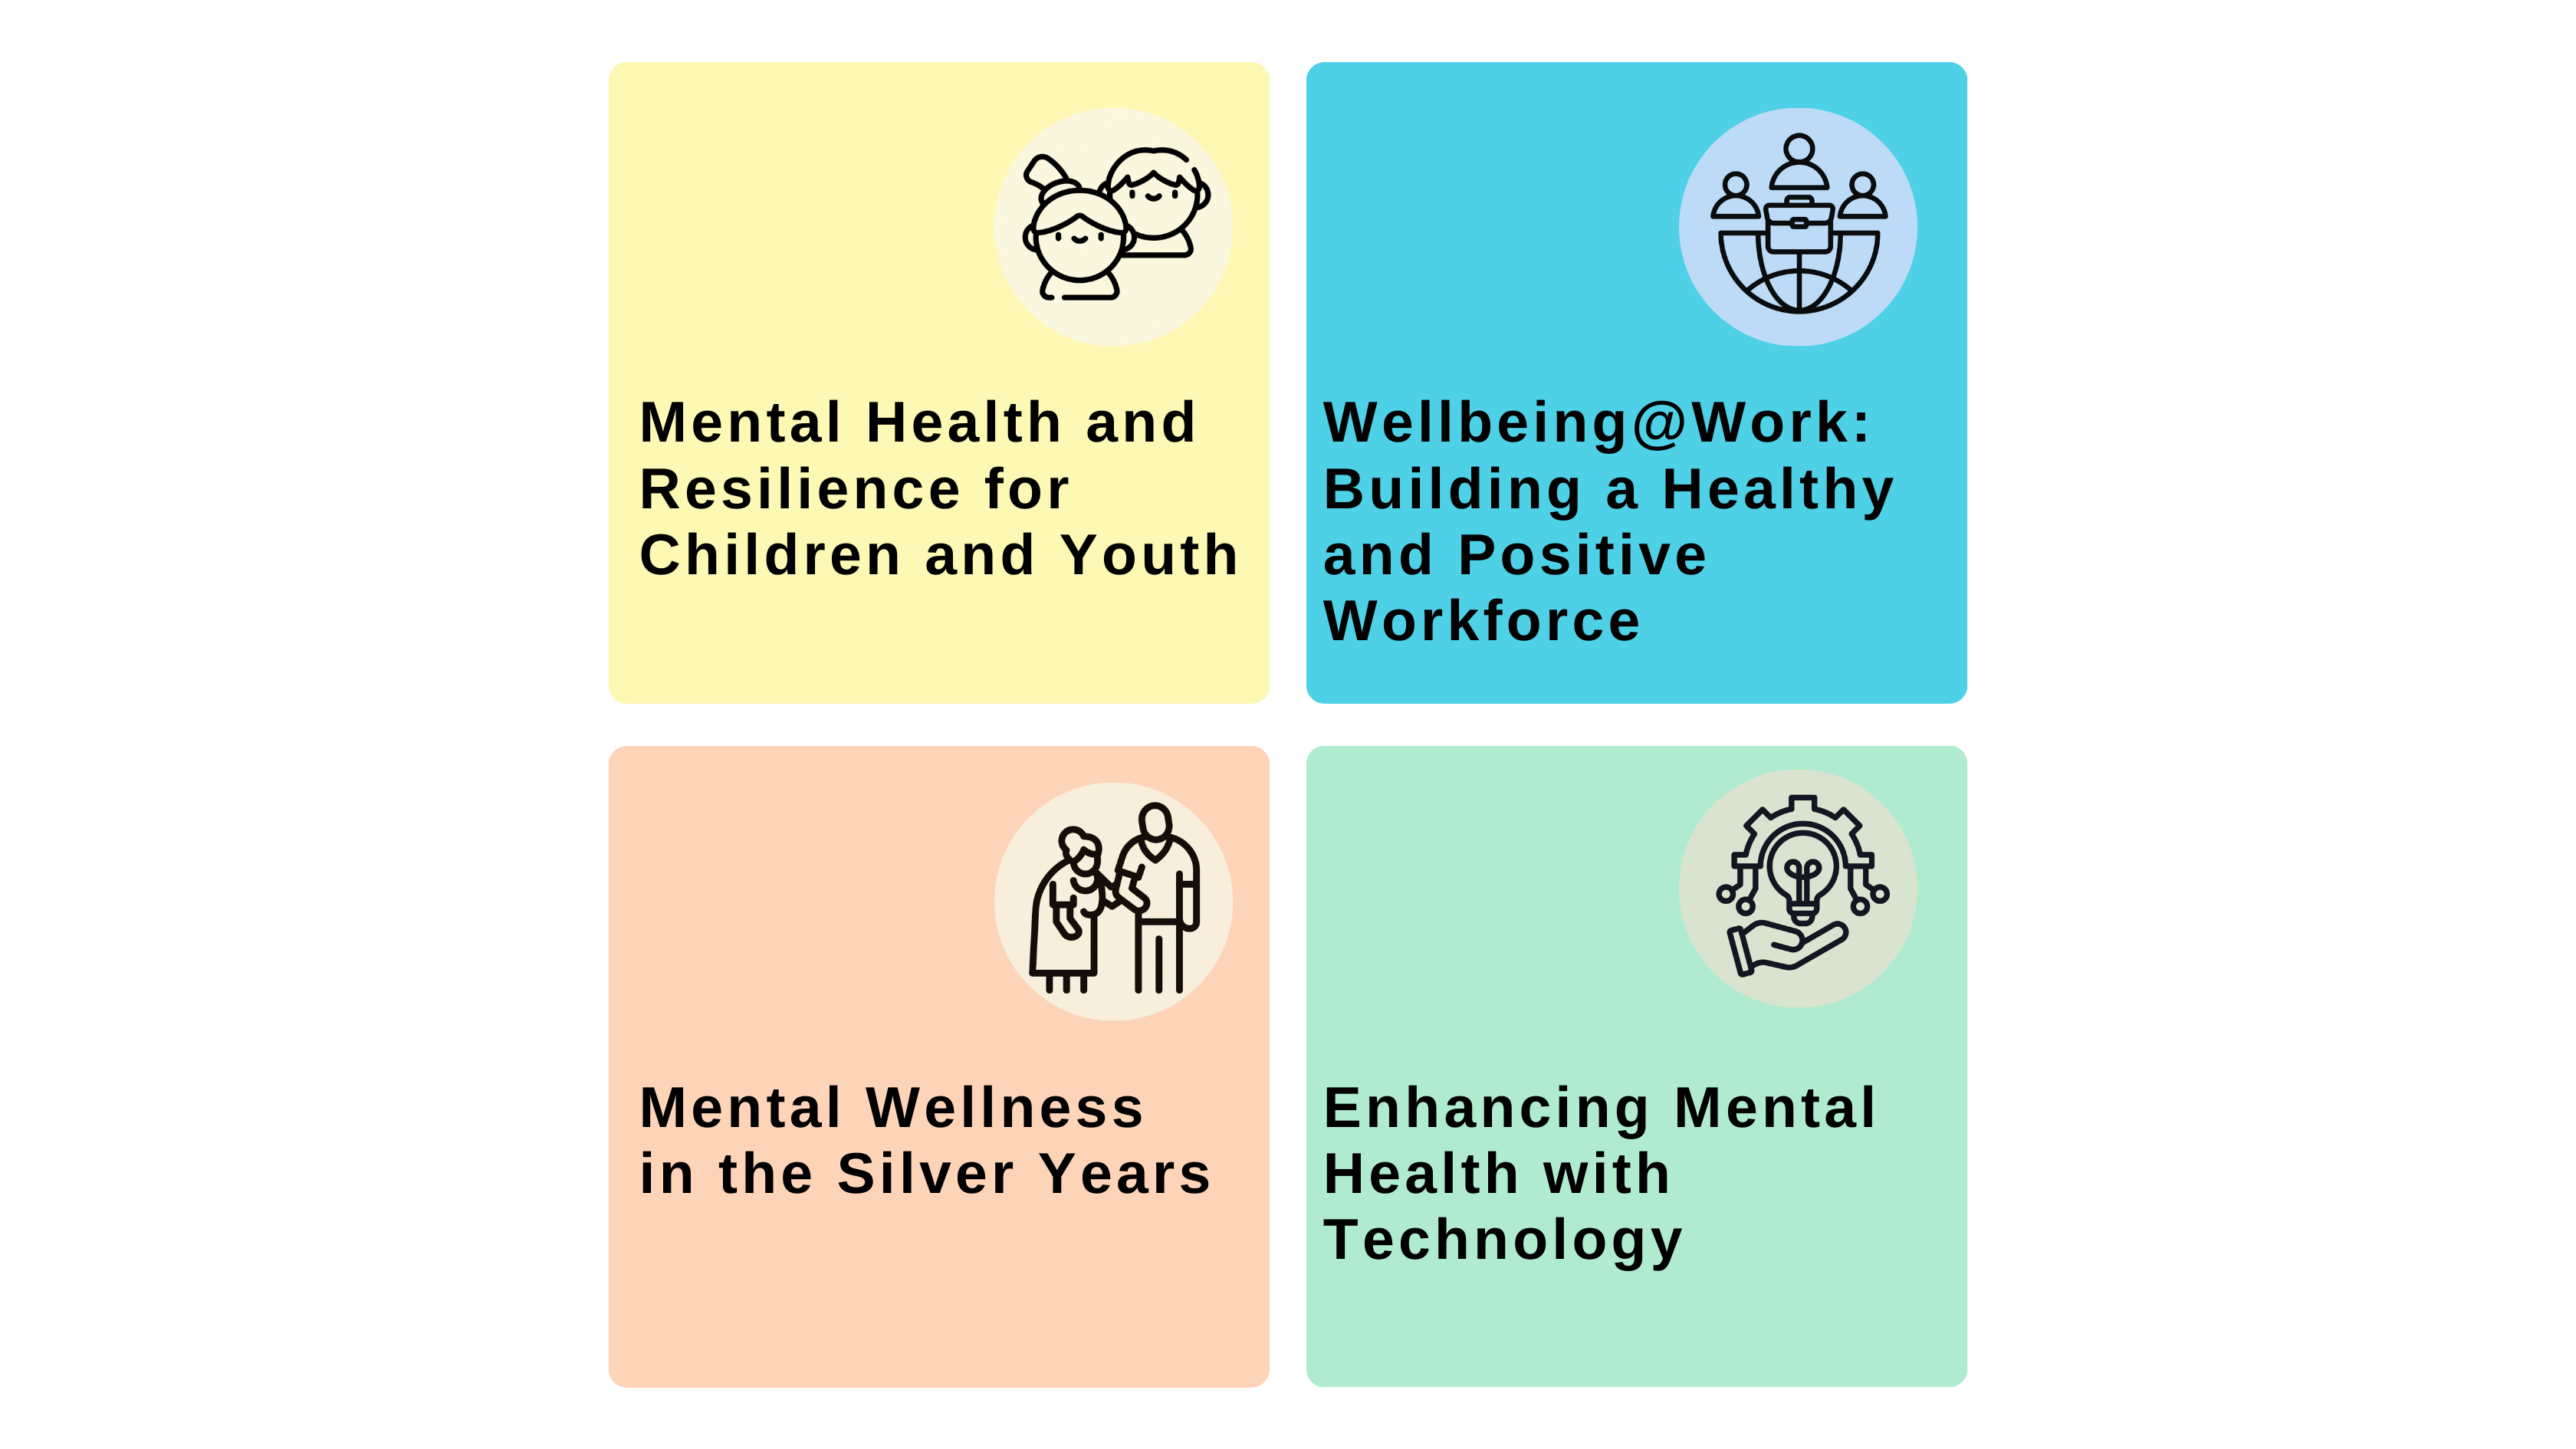 Mental Health and
Resilience for
Children and Youth
Wellbeing@Work:
Building a Healthy
and Positive
Workforce
Mental Wellness
in the Silver Years
Enhancing Mental
Health with
Technology